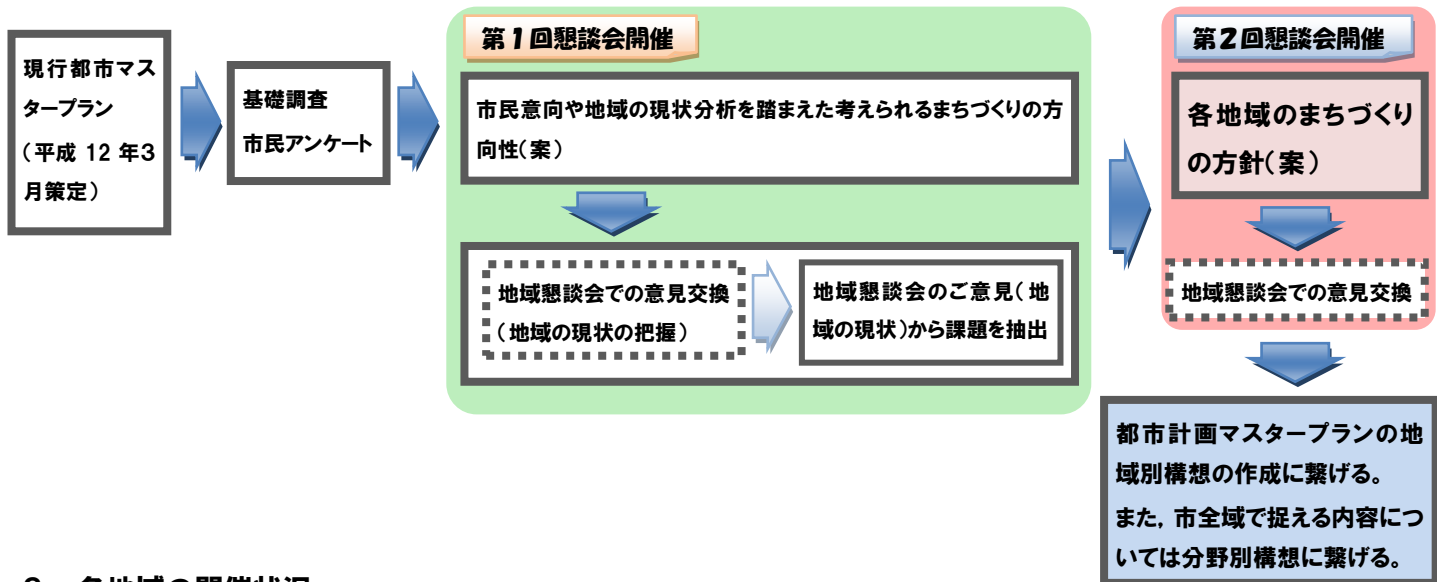 現行都市マス
タープラン
（平成 12 年３
月策定）
基礎調査
市民アンケート
第１回懇談会開催
市民意向や地域の現状分析を踏まえた考えられるまちづくりの方
向性（案）
地域懇談会での意見交換
（地域の現状の把握）
地域懇談会のご意見（地
域の現状）から課題を抽出
第２回懇談会開催
各地域のまちづくり
の方針（案）
地域懇談会での意見交換
都市計画マスタープランの地
域別構想の作成に繋げる。
また，市全域で捉える内容につ
いては分野別構想に繋げる。